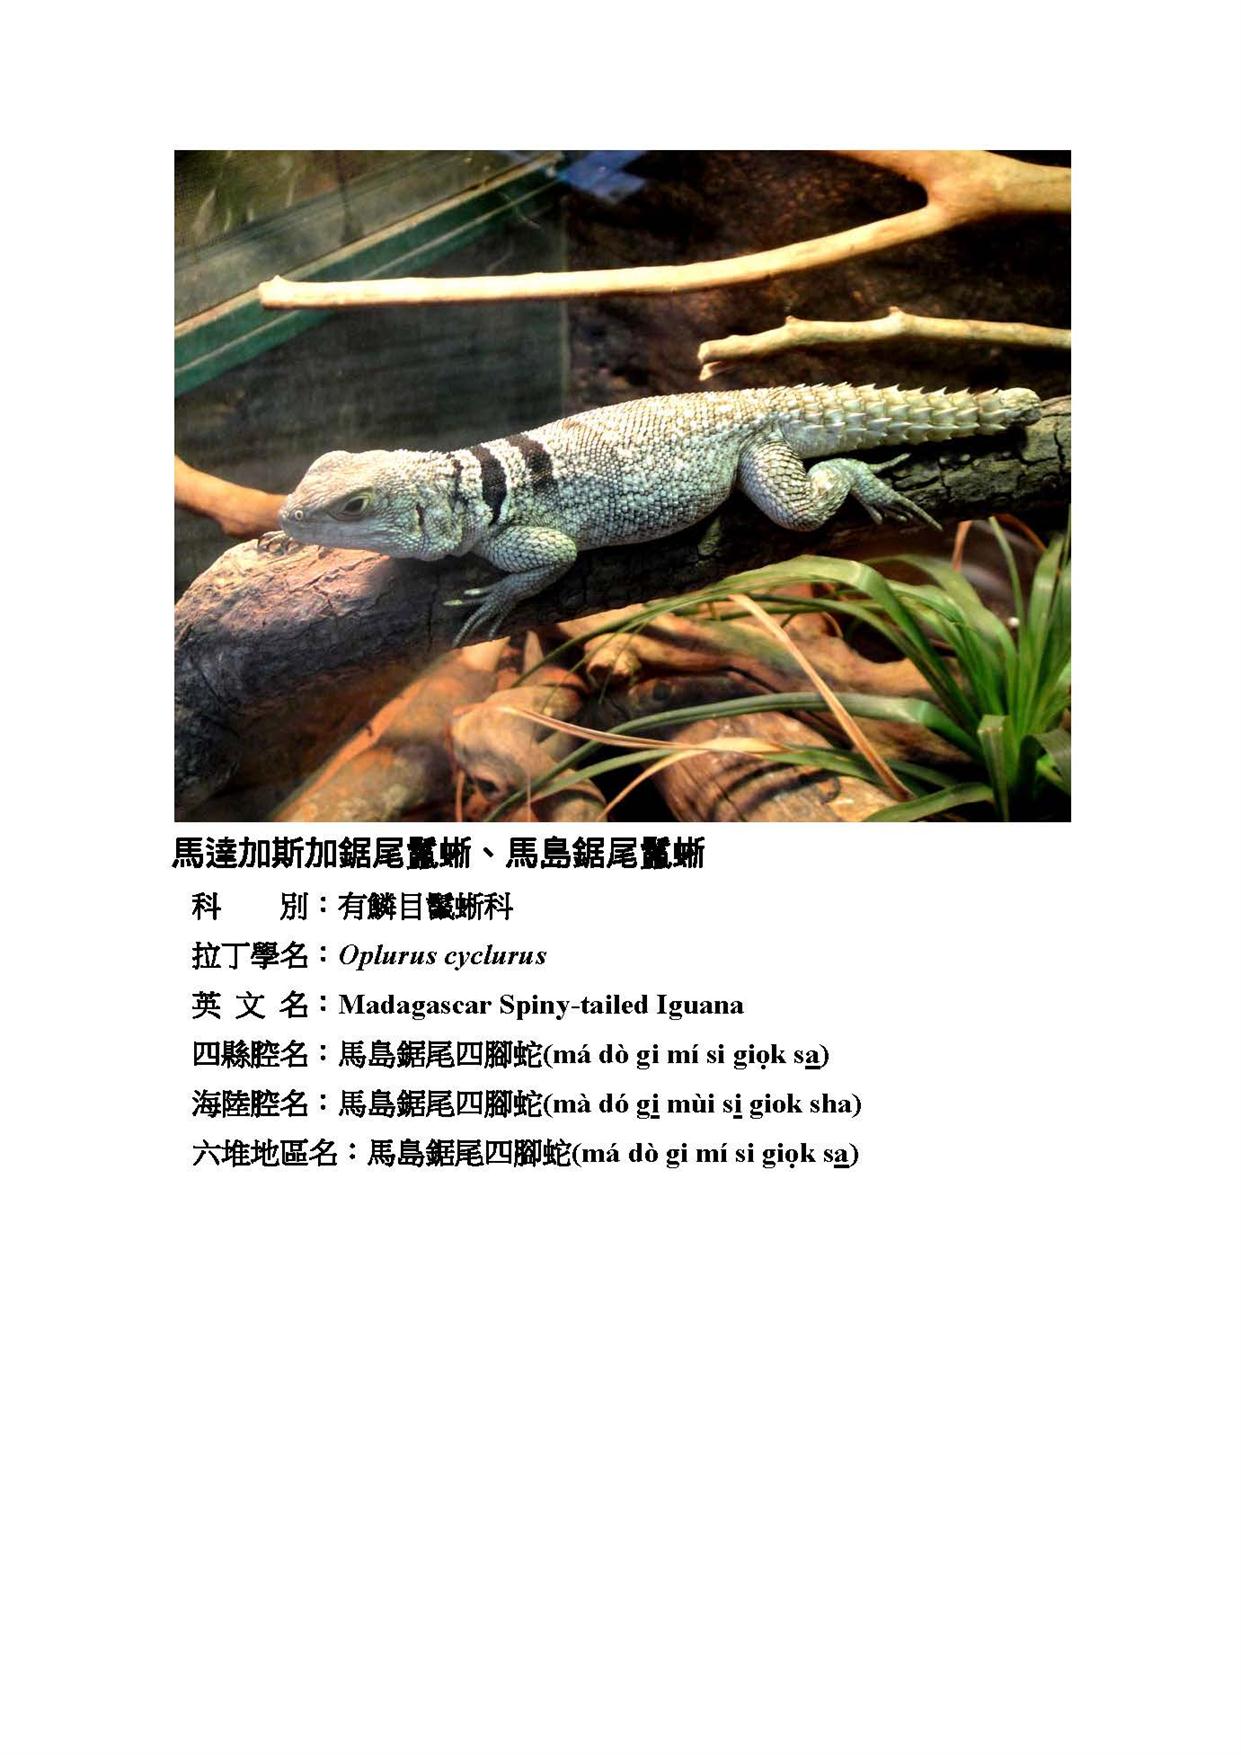 馬達加斯加鋸尾鬣蜥、馬島鋸尾鬣蜥
科　　別：有鱗目鬣蜥科
拉丁學名：Oplurus cyclurus
英 文 名：Madagascar Spiny-tailed Iguana
四縣腔名：馬島鋸尾四腳蛇(má dò gi mí si giọk sa̲)
海陸腔名：馬島鋸尾四腳蛇(mà dó gi̲ mùi si̲ giok sha)
六堆地區名：馬島鋸尾四腳蛇(má dò gi mí si giọk sa̲)